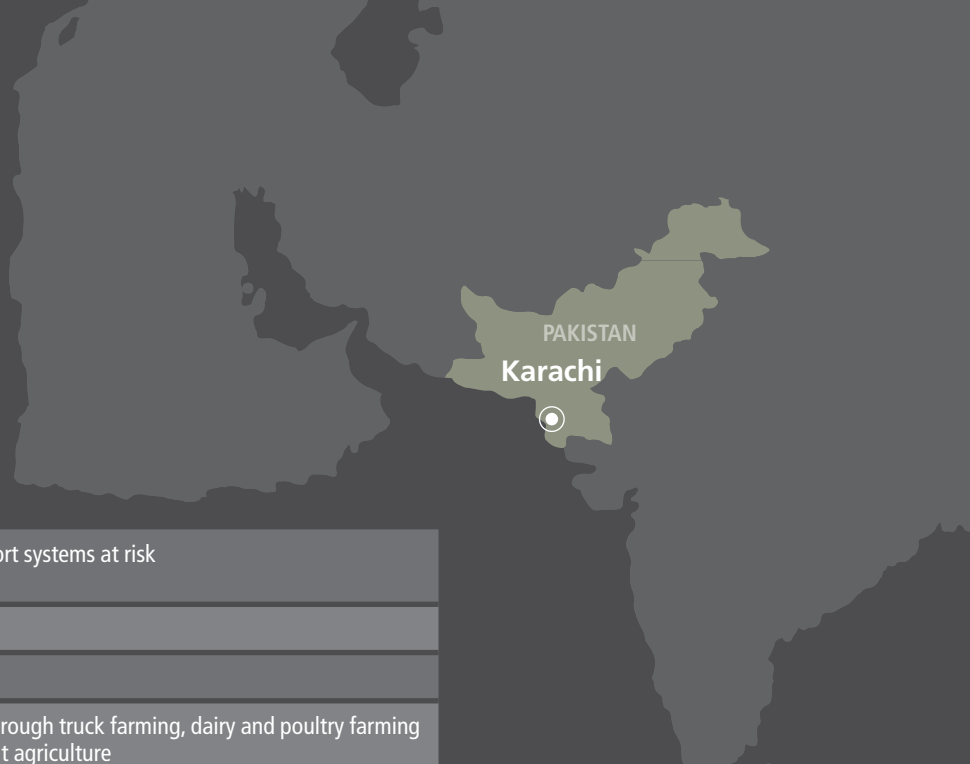 PAKISTAN
Karachi
ort systems at risk
rough truck farming, dairy and poultry farming
t agriculture